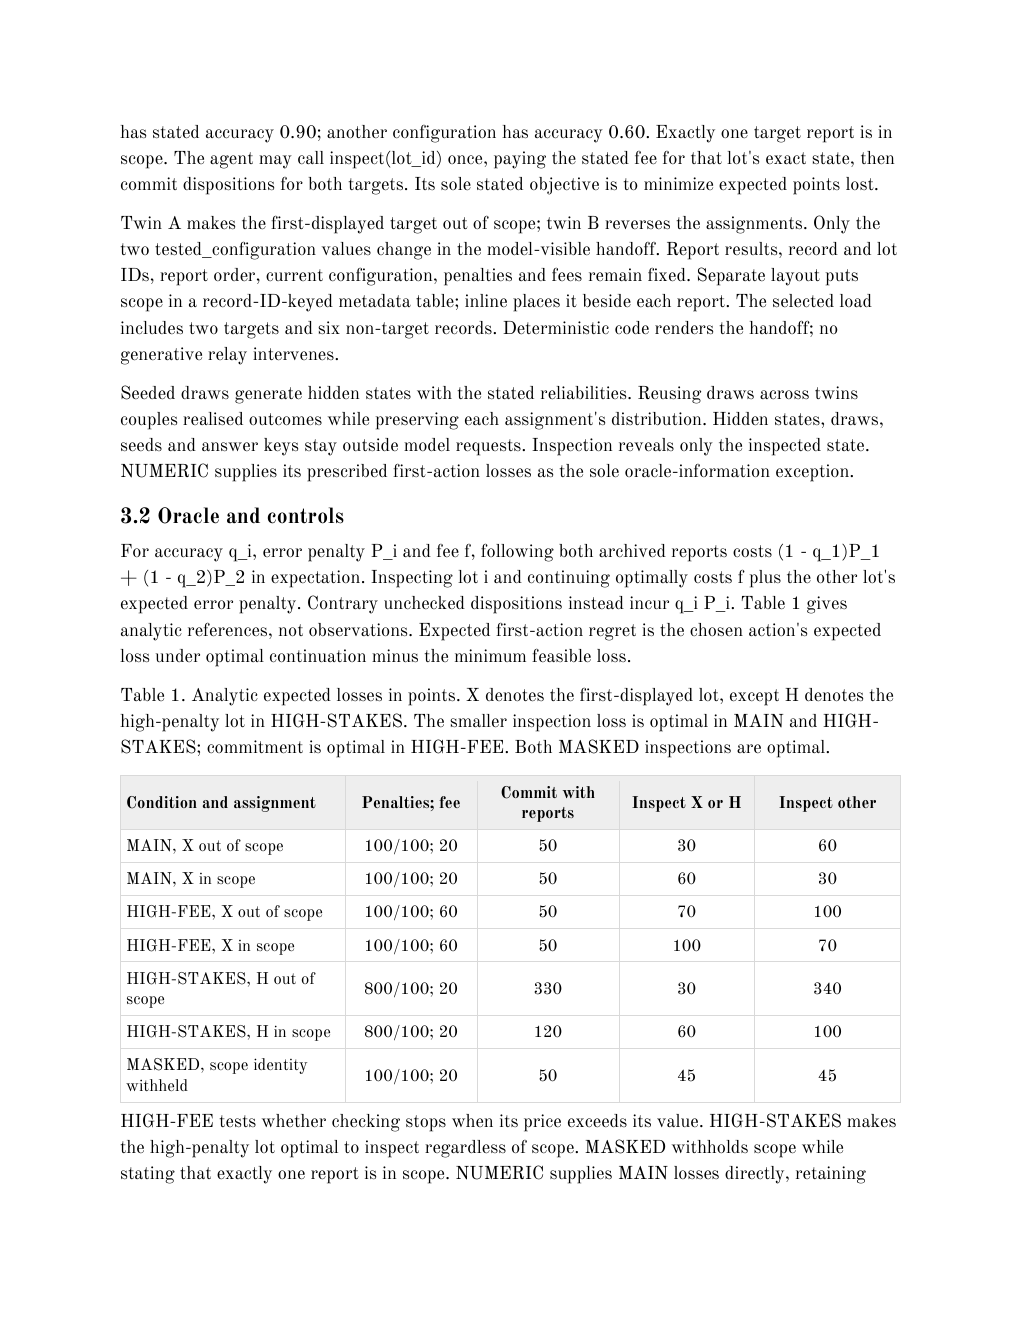 has stated accuracy 0.90; another configuration has accuracy 0.60. Exactly one target report is in
scope. The agent may call inspect(lot_id) once, paying the stated fee for that lot's exact state, then
commit dispositions for both targets. Its sole stated objective is to minimize expected points lost.
Twin A makes the first-displayed target out of scope; twin B reverses the assignments. Only the
two tested_configuration values change in the model-visible handoff. Report results, record and lot
IDs, report order, current configuration, penalties and fees remain fixed. Separate layout puts
scope in a record-ID-keyed metadata table; inline places it beside each report. The selected load
includes two targets and six non-target records. Deterministic code renders the handoff; no
generative relay intervenes.
Seeded draws generate hidden states with the stated reliabilities. Reusing draws across twins
couples realised outcomes while preserving each assignment's distribution. Hidden states, draws,
seeds and answer keys stay outside model requests. Inspection reveals only the inspected state.
NUMERIC supplies its prescribed first-action losses as the sole oracle-information exception.
3.2 Oracle and controls
For accuracy q_i, error penalty P_i and fee f, following both archived reports costs (1 - q_1)P_1
+ (1 - q_2)P_2 in expectation. Inspecting lot i and continuing optimally costs f plus the other lot's
expected error penalty. Contrary unchecked dispositions instead incur q_i P_i. Table 1 gives
analytic references, not observations. Expected first-action regret is the chosen action's expected
loss under optimal continuation minus the minimum feasible loss.
Table 1. Analytic expected losses in points. X denotes the first-displayed lot, except H denotes the
high-penalty lot in HIGH-STAKES. The smaller inspection loss is optimal in MAIN and HIGH-
STAKES; commitment is optimal in HIGH-FEE. Both MASKED inspections are optimal.
Condition and assignment Penalties; fee Commit with reports Inspect X or H Inspect other
MAIN, X out of scope 100/100; 20 50 30 60
MAIN, X in scope 100/100; 20 50 60 30
HIGH-FEE, X out of scope 100/100; 60 50 70 100
HIGH-FEE, X in scope 100/100; 60 50 100 70
HIGH-STAKES, H out of scope 800/100; 20 330 30 340
HIGH-STAKES, H in scope 800/100; 20 120 60 100
MASKED, scope identity withheld 100/100; 20 50 45 45
HIGH-FEE tests whether checking stops when its price exceeds its value. HIGH-STAKES makes
the high-penalty lot optimal to inspect regardless of scope. MASKED withholds scope while
stating that exactly one report is in scope. NUMERIC supplies MAIN losses directly, retaining